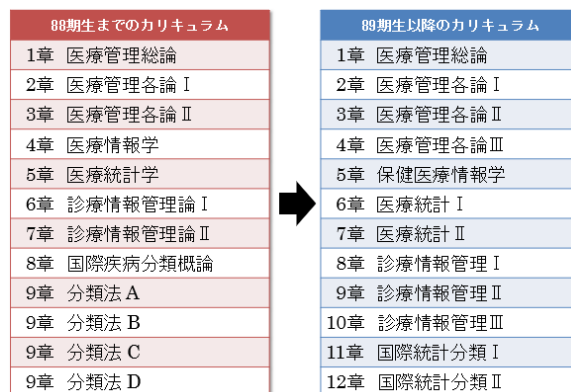 88期生までのカリキュラム
1章 医療管理総論
2章 医療管理各論Ⅰ
3章 医療管理各論Ⅱ
4章 医療情報学
5章 医療統計学
6章 診療情報管理論Ⅰ
7章 診療情報管理論Ⅱ
8章 国際疾病分類概論
9章 分類法 A
9章 分類法 B
9章 分類法 C
9章 分類法 D
89期生以降のカリキュラム
1章 医療管理総論
2章 医療管理各論Ⅰ
3章 医療管理各論Ⅱ
4章 医療管理各論Ⅲ
5章 保健医療情報学
6章 医療統計Ⅰ
7章 医療統計Ⅱ
8章 診療情報管理Ⅰ
9章 診療情報管理Ⅱ
10章 診療情報管理Ⅲ
11章 国際統計分類Ⅰ
12章 国際統計分類Ⅱ